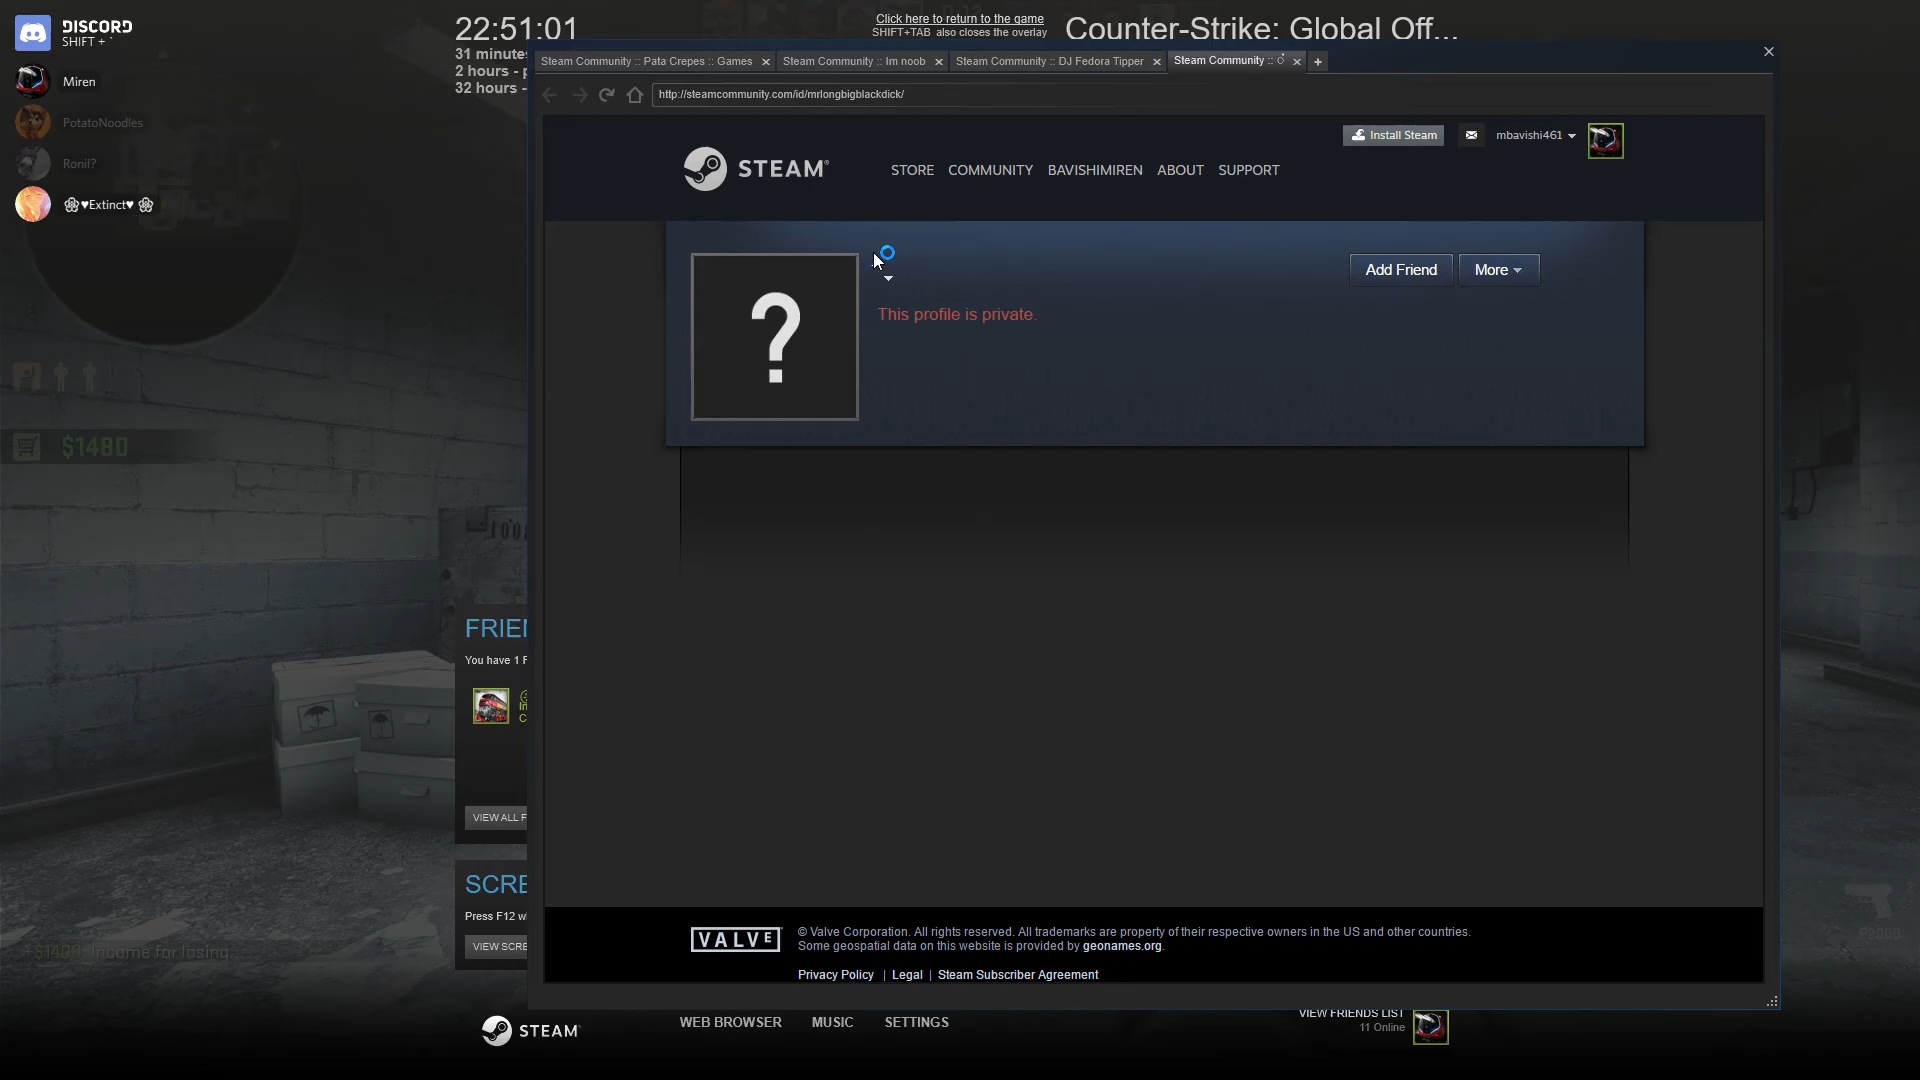 DISCORD
SHIFT + `
Miren
PotatoNoodles
Ronil?
♥Extinct♥
$1480
+$1400: Income for losing.
22:51:01
31 minute
2 hours - p
32 hours -
Click here to return to the game
SHIFT+TAB also closes the overlay
Counter-Strike: Global Off...
Steam Community :: Pata Crepes :: Games
Steam Community :: Im noob
Steam Community :: DJ Fedora Tipper
Steam Community ::
http://steamcommunity.com/id/mrlongbigblackdick/
Install Steam
mbavishi461
STEAM®
STORE COMMUNITY BAVISHIMIREN ABOUT SUPPORT
?
This profile is private.
Add Friend
More
FRIEN
You have 1 F
In
C
VIEW ALL F
SCRE
Press F12 w
VIEW SCRE
P2000
VALVE
© Valve Corporation. All rights reserved. All trademarks are property of their respective owners in the US and other countries.
Some geospatial data on this website is provided by geonames.org.
Privacy Policy | Legal | Steam Subscriber Agreement
STEAM
WEB BROWSER MUSIC SETTINGS
VIEW FRIENDS LIST
11 Online